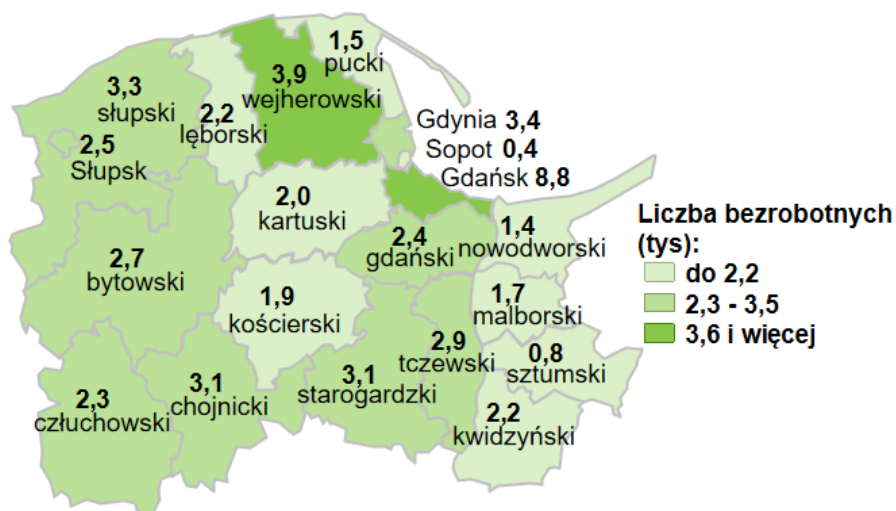 1,5
pucki
3,9
wejherowski
3,3
słupski
2,2
lęborski
Gdynia 3,4
Sopot 0,4
Gdańsk 8,8
2,5
Słupsk
2,0
kartuski
2,4
gdański
1,4
nowodworski
2,7
bytowski
1,9
kościerski
1,7
malborski
2,9
tczewski
0,8
sztumski
3,1
starogardzki
3,1
chojnicki
2,3
człuchowski
2,2
kwidzyński
Liczba bezrobotnych
(tys):
do 2,2
2,3 - 3,5
3,6 i więcej